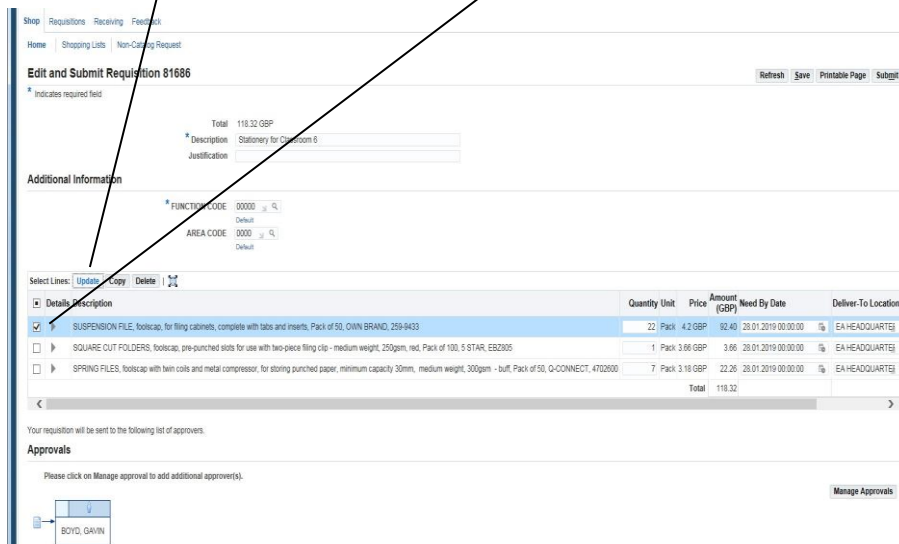 Shop Requisitions Receiving Feedback
Home Shopping Lists Non-Catalog Request
Edit and Submit Requisition 81686
Refresh Save Printable Page Submit
* Indicates required field
Total 118.32 GBP
* Description Stationery for Classroom 6
Justification
Additional Information
* FUNCTION CODE 00000
Default
AREA CODE 0000
Default
Select Lines: Update Copy Delete |
Details Description Quantity Unit Price Amount (GBP) Need By Date Deliver-To Location
SUSPENSION FILE, foolscap, for filing cabinets, complete with tabs and inserts, Pack of 50, OWN BRAND, 259-9433 22 Pack 4.2 GBP 92.40 28.01.2019 00:00:00 EA HEADQUARTE
SQUARE CUT FOLDERS, foolscap, pre-punched slots for use with two-piece filing clip - medium weight, 250gsm, red, Pack of 100, 5 STAR, EBZ805 1 Pack 3.66 GBP 3.66 28.01.2019 00:00:00 EA HEADQUARTE
SPRING FILES, foolscap with twin coils and metal compressor, for storing punched paper, minimum capacity 30mm, medium weight, 300gsm - buff, Pack of 50, Q-CONNECT, 4702600 7 Pack 3.18 GBP 22.26 28.01.2019 00:00:00 EA HEADQUARTE
Total 118.32
Your requisition will be sent to the following list of approvers.
Approvals
Please click on Manage approval to add additional approver(s).
Manage Approvals
BOYD, GAVIN